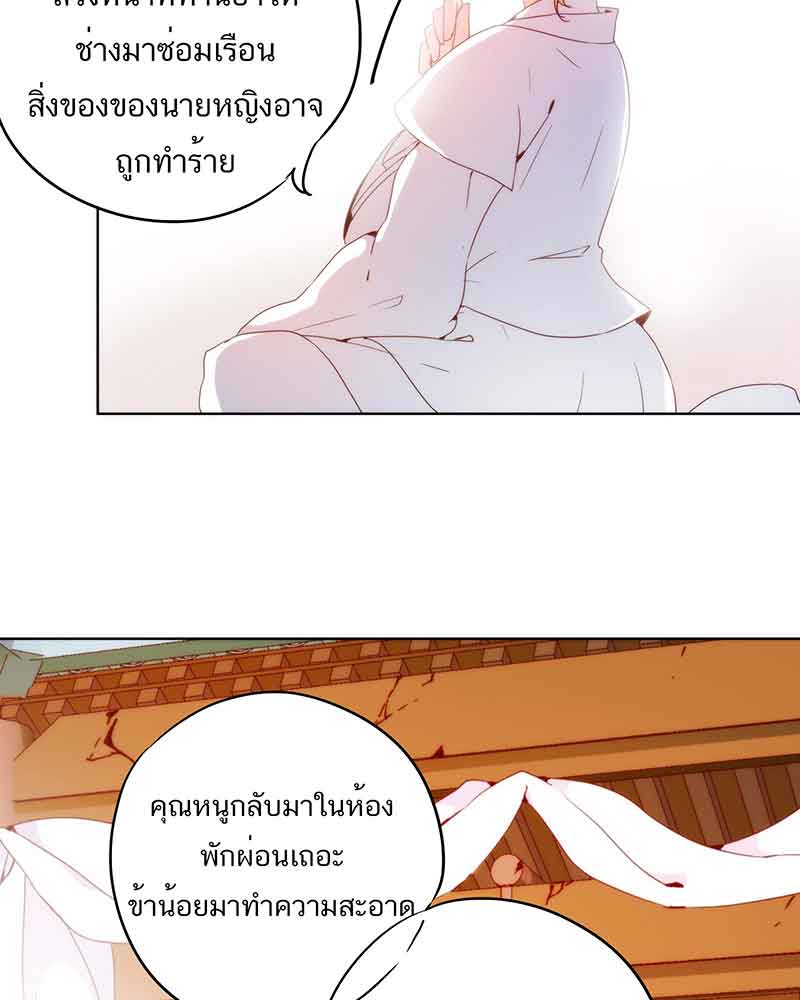 ช่างมาซ่อมเรือน
สิ่งของของนายหญิงอาจ
ถูกทำร้าย
คุณหนูกลับมาในห้อง
พักผ่อนเถอะ
ข้าน้อยมาทำความสะอาด